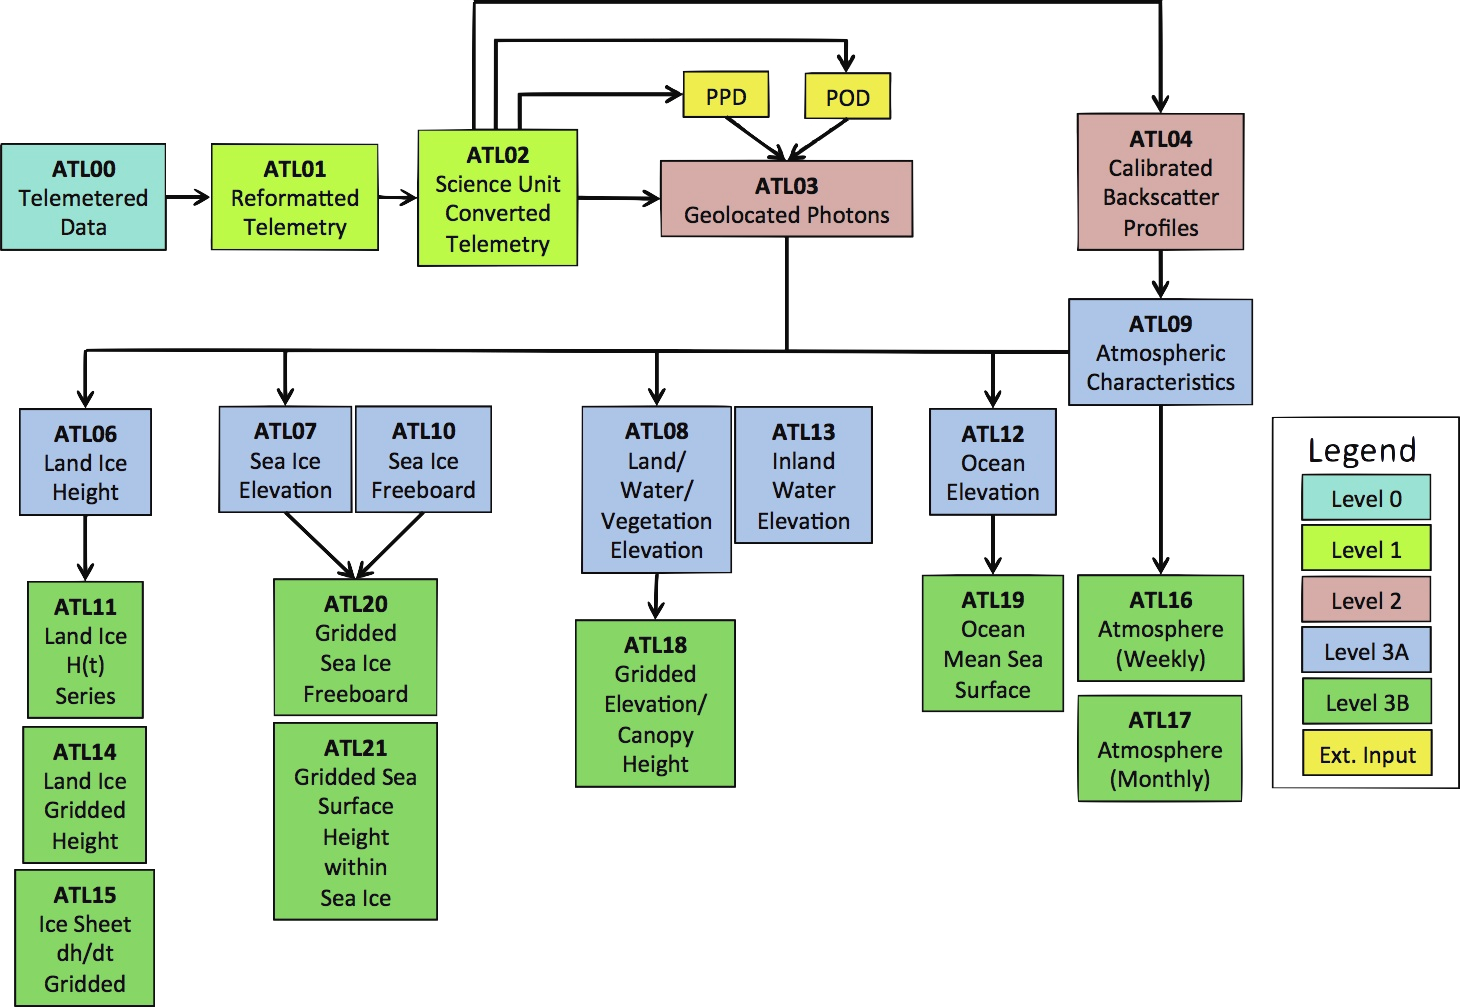 PPD
POD
ATL00
Telemetered
Data
ATL01
Reformatted
Telemetry
ATL02
Science Unit
Converted
Telemetry
ATL03
Geolocated Photons
ATL04
Calibrated
Backscatter
Profiles
ATL09
Atmospheric
Characteristics
ATL06
Land Ice
Height
ATL07
Sea Ice
Elevation
ATL10
Sea Ice
Freeboard
ATL08
Land/
Water/
Vegetation
Elevation
ATL13
Inland
Water
Elevation
ATL12
Ocean
Elevation
ATL11
Land Ice
H(t)
Series
ATL14
Land Ice
Gridded
Height
ATL15
Ice Sheet
dh/dt
Gridded
ATL20
Gridded
Sea Ice
Freeboard
ATL21
Gridded Sea
Surface
Height
within
Sea Ice
ATL18
Gridded
Elevation/
Canopy
Height
ATL19
Ocean
Mean Sea
Surface
ATL16
Atmosphere
(Weekly)
ATL17
Atmosphere
(Monthly)
Legend
Level 0
Level 1
Level 2
Level 3A
Level 3B
Ext. Input